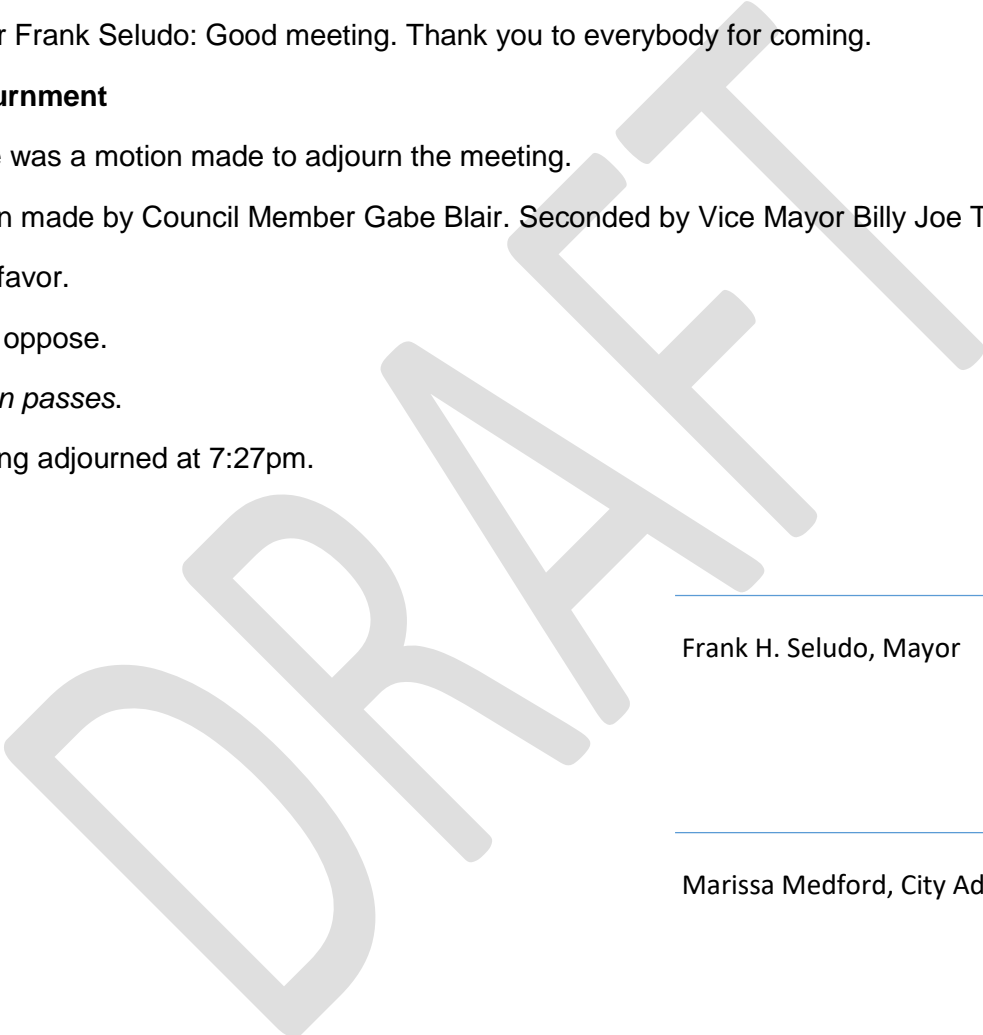 r Frank Seludo: Good meeting. Thank you to everybody for coming.
urnment
e was a motion made to adjourn the meeting.
n made by Council Member Gabe Blair. Seconded by Vice Mayor Billy Joe T
favor.
oppose.
n passes.
ng adjourned at 7:27pm.
DRAFT
Frank H. Seludo, Mayor
Marissa Medford, City Ad